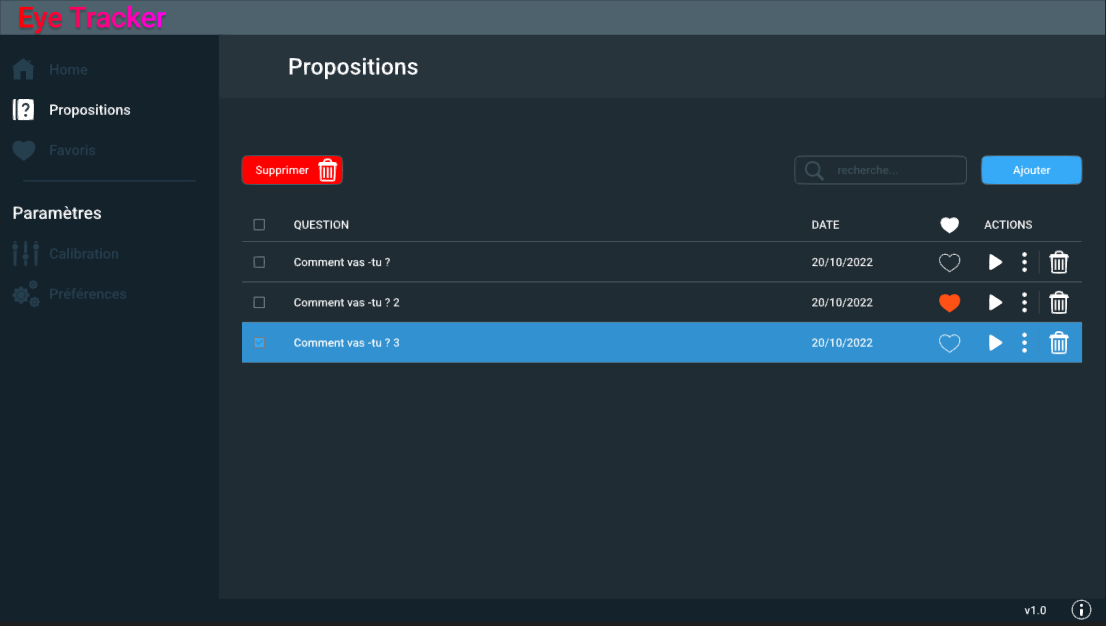 Eye Tracker
Home
Propositions
Favoris
Paramètres
Calibration
Préférences
Propositions
Supprimer
recherche...
Ajouter
QUESTION DATE ACTIONS
Comment vas -tu ? 20/10/2022
Comment vas -tu ? 2 20/10/2022
Comment vas -tu ? 3 20/10/2022
v1.0